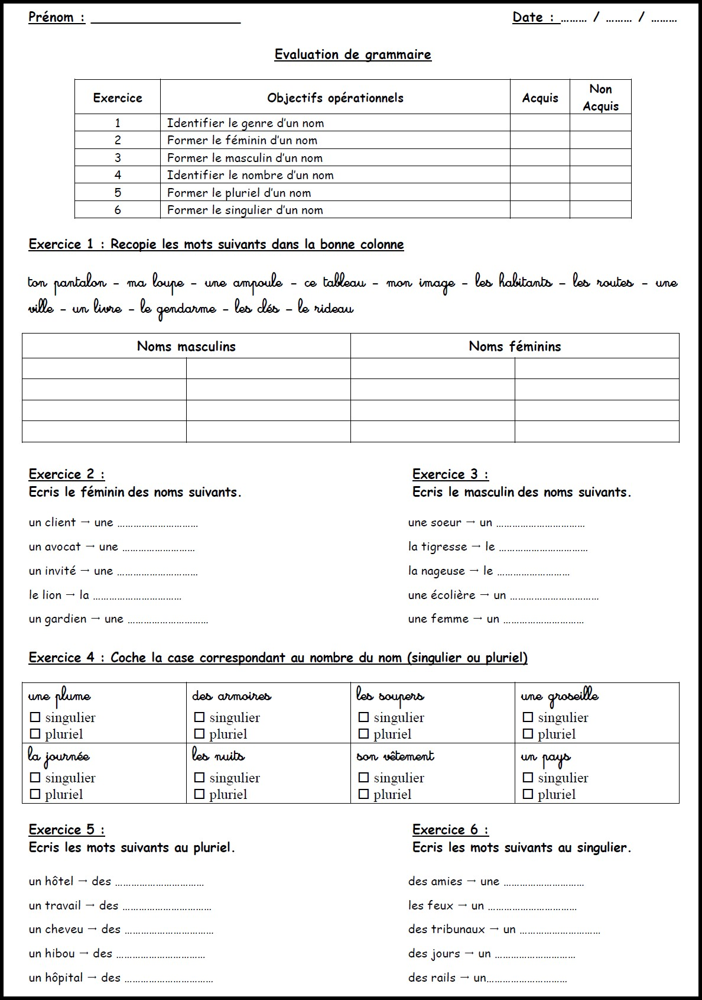 Prénom : ____________________ Date : ……… / ……… / ………
Evaluation de grammaire
Exercice Objectifs opérationnels Acquis Non Acquis
1 Identifier le genre d'un nom
2 Former le féminin d'un nom
3 Former le masculin d'un nom
4 Identifier le nombre d'un nom
5 Former le pluriel d'un nom
6 Former le singulier d'un nom
Exercice 1 : Recopie les mots suivants dans la bonne colonne
ton pantalon – ma loupe – une ampoule – ce tableau – mon image – les habitants – les routes – une
ville – un livre – le gendarme – les clés – le rideau
Noms masculins Noms féminins
Exercice 2 :
Ecris le féminin des noms suivants.
un client → une …………………………
un avocat → une ………………………
un invité → une …………………………
le lion → la ……………………………
un gardien → une …………………………
Exercice 3 :
Ecris le masculin des noms suivants.
une soeur → un ……………………………
la tigresse → le ……………………………
la nageuse → le ………………………
une écolière → un ……………………………
une femme → un …………………………
Exercice 4 : Coche la case correspondant au nombre du nom (singulier ou pluriel)
une plume des armoires les soupers une groseille
☐ singulier ☐ singulier ☐ singulier ☐ singulier
☐ pluriel ☐ pluriel ☐ pluriel ☐ pluriel
la journée les nuits son vêtement un pays
☐ singulier ☐ singulier ☐ singulier ☐ singulier
☐ pluriel ☐ pluriel ☐ pluriel ☐ pluriel
Exercice 5 :
Ecris les mots suivants au pluriel.
un hôtel → des ……………………………
un travail → des ……………………………
un cheveu → des ……………………………
un hibou → des ……………………………
un hôpital → des ……………………………
Exercice 6 :
Ecris les mots suivants au singulier.
des amies → une …………………………
les feux → un ……………………………
des tribunaux → un …………………………
des jours → un …………………………
des rails → un…………………………